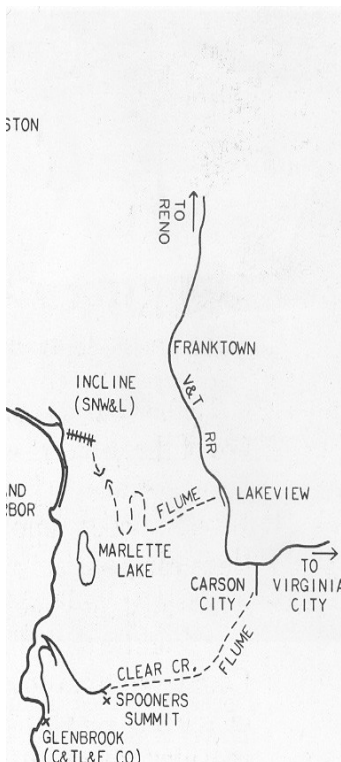 STON
TO
RENO
FRANKTOWN
INCLINE
(SNW&L)
V&T
RR
FLUME
LAKEVIEW
ND
RBOR
MARLETTE
LAKE
TO
VIRGINIA
CITY
CARSON
CITY
CLEAR CR.
FLUME
SPOONERS
SUMMIT
GLENBROOK
(C&TL&F. CO)